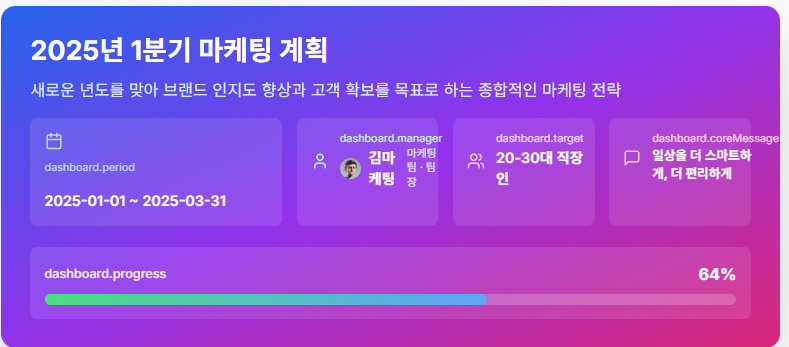 2025년 1분기 마케팅 계획
새로운 년도를 맞아 브랜드 인지도 향상과 고객 확보를 목표로 하는 종합적인 마케팅 전략
dashboard.period
2025-01-01 ~ 2025-03-31
dashboard.manager
김마
케팅
마케팅
팀 · 팀
장
dashboard.target
20-30대 직장
인
dashboard.coreMessage
일상을 더 스마트하
게, 더 편리하게
dashboard.progress
64%